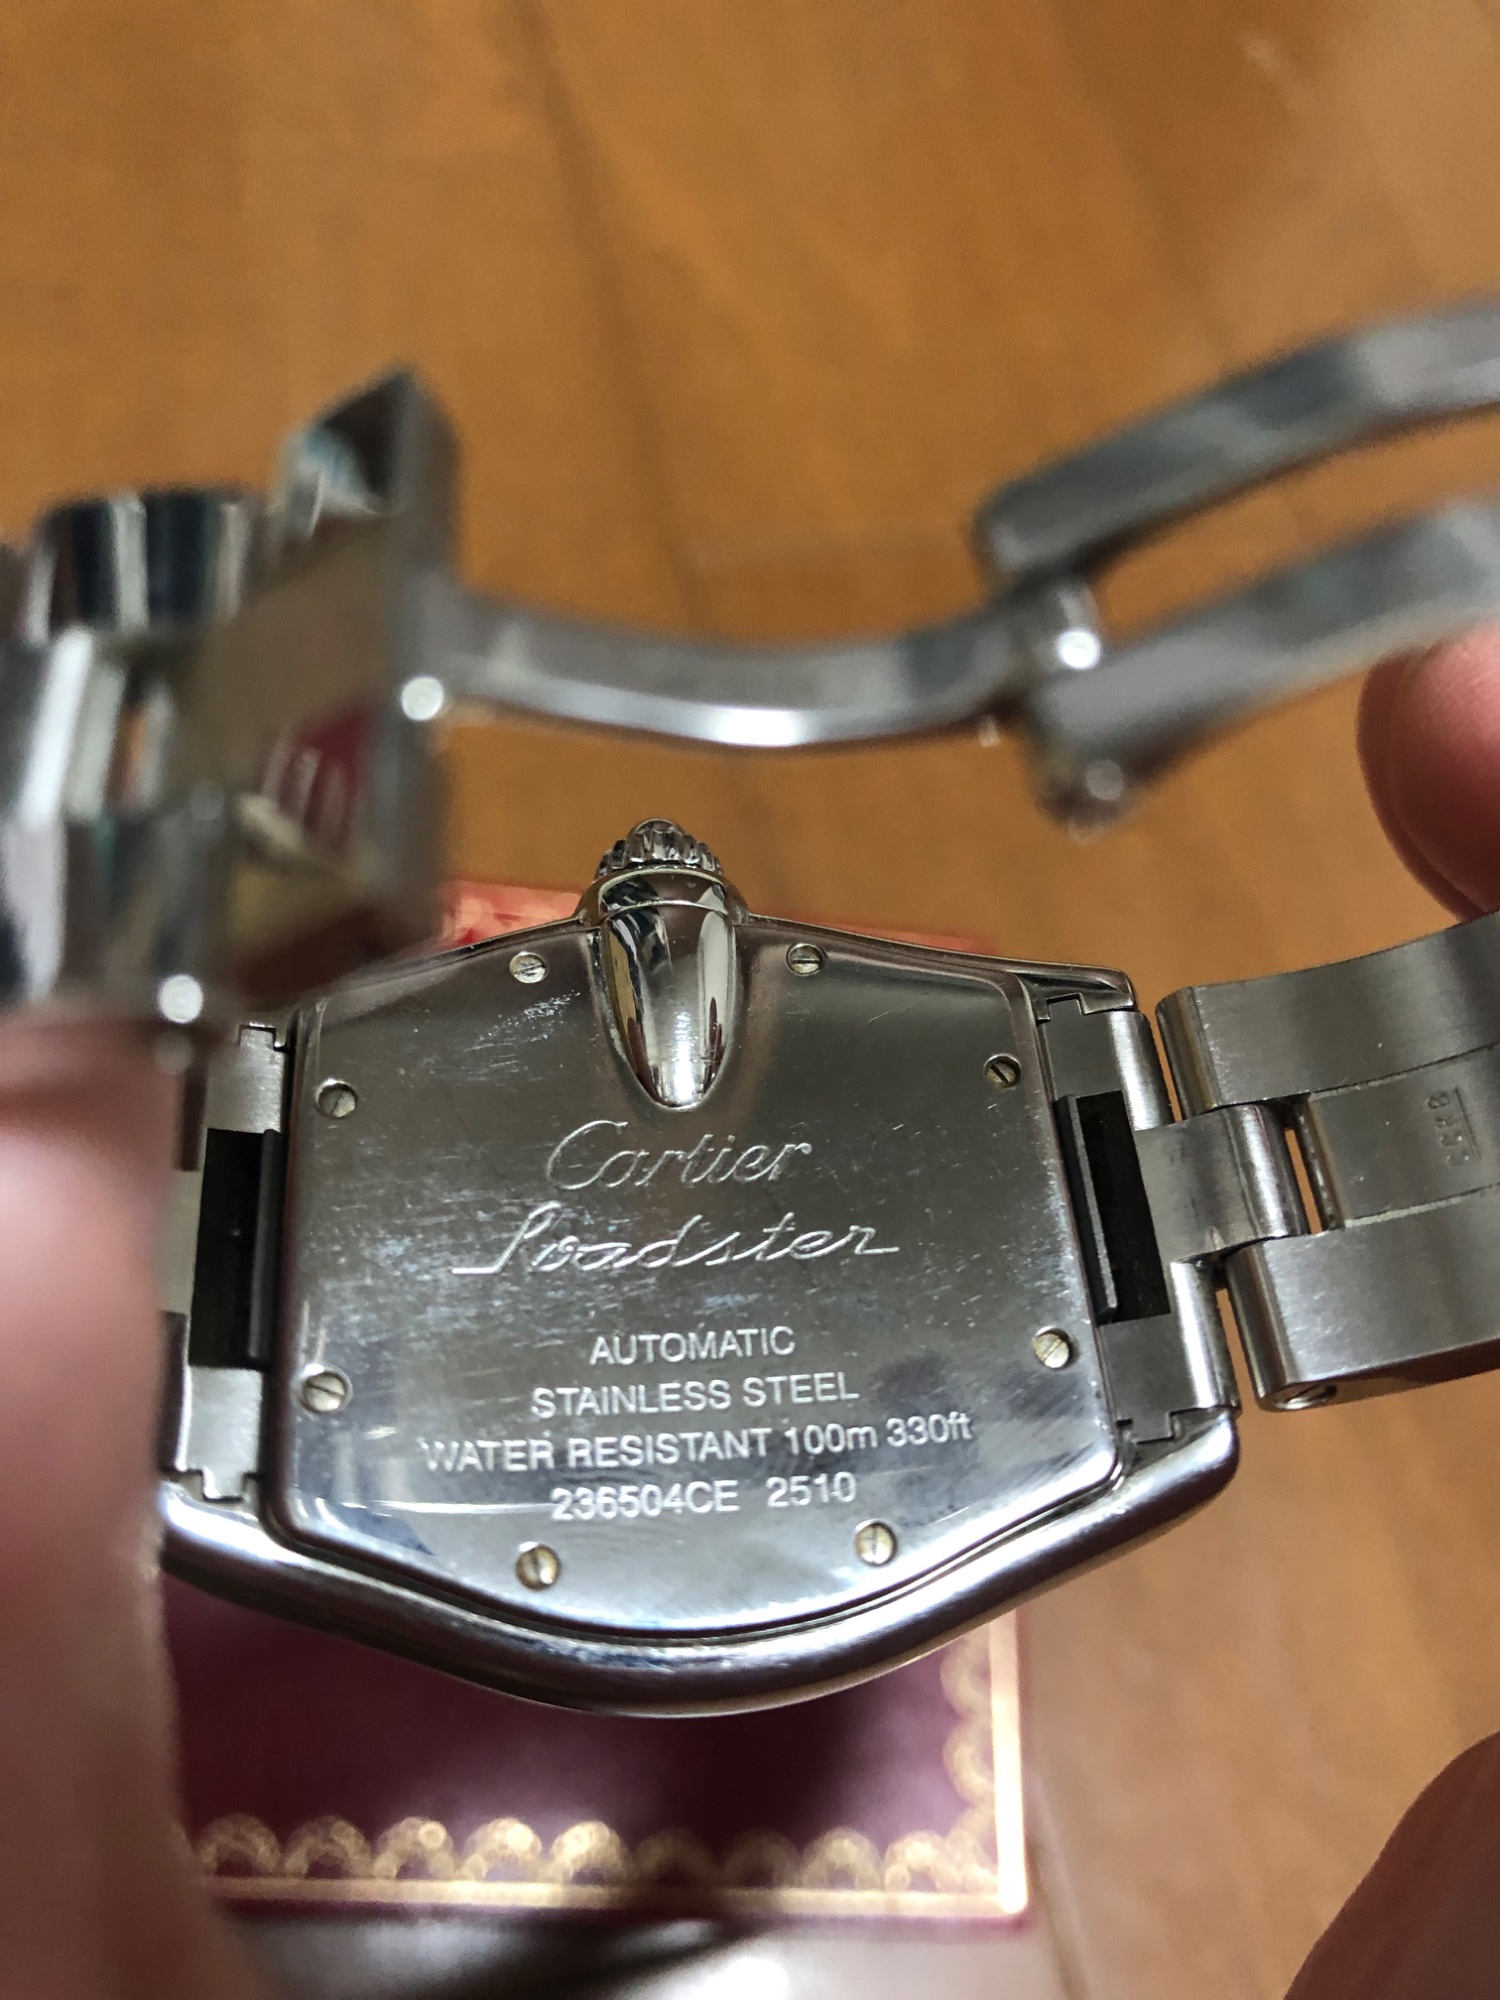 Cartier
Roadster
AUTOMATIC
STAINLESS STEEL
WATER RESISTANT 100m 330ft
236504CE 2510